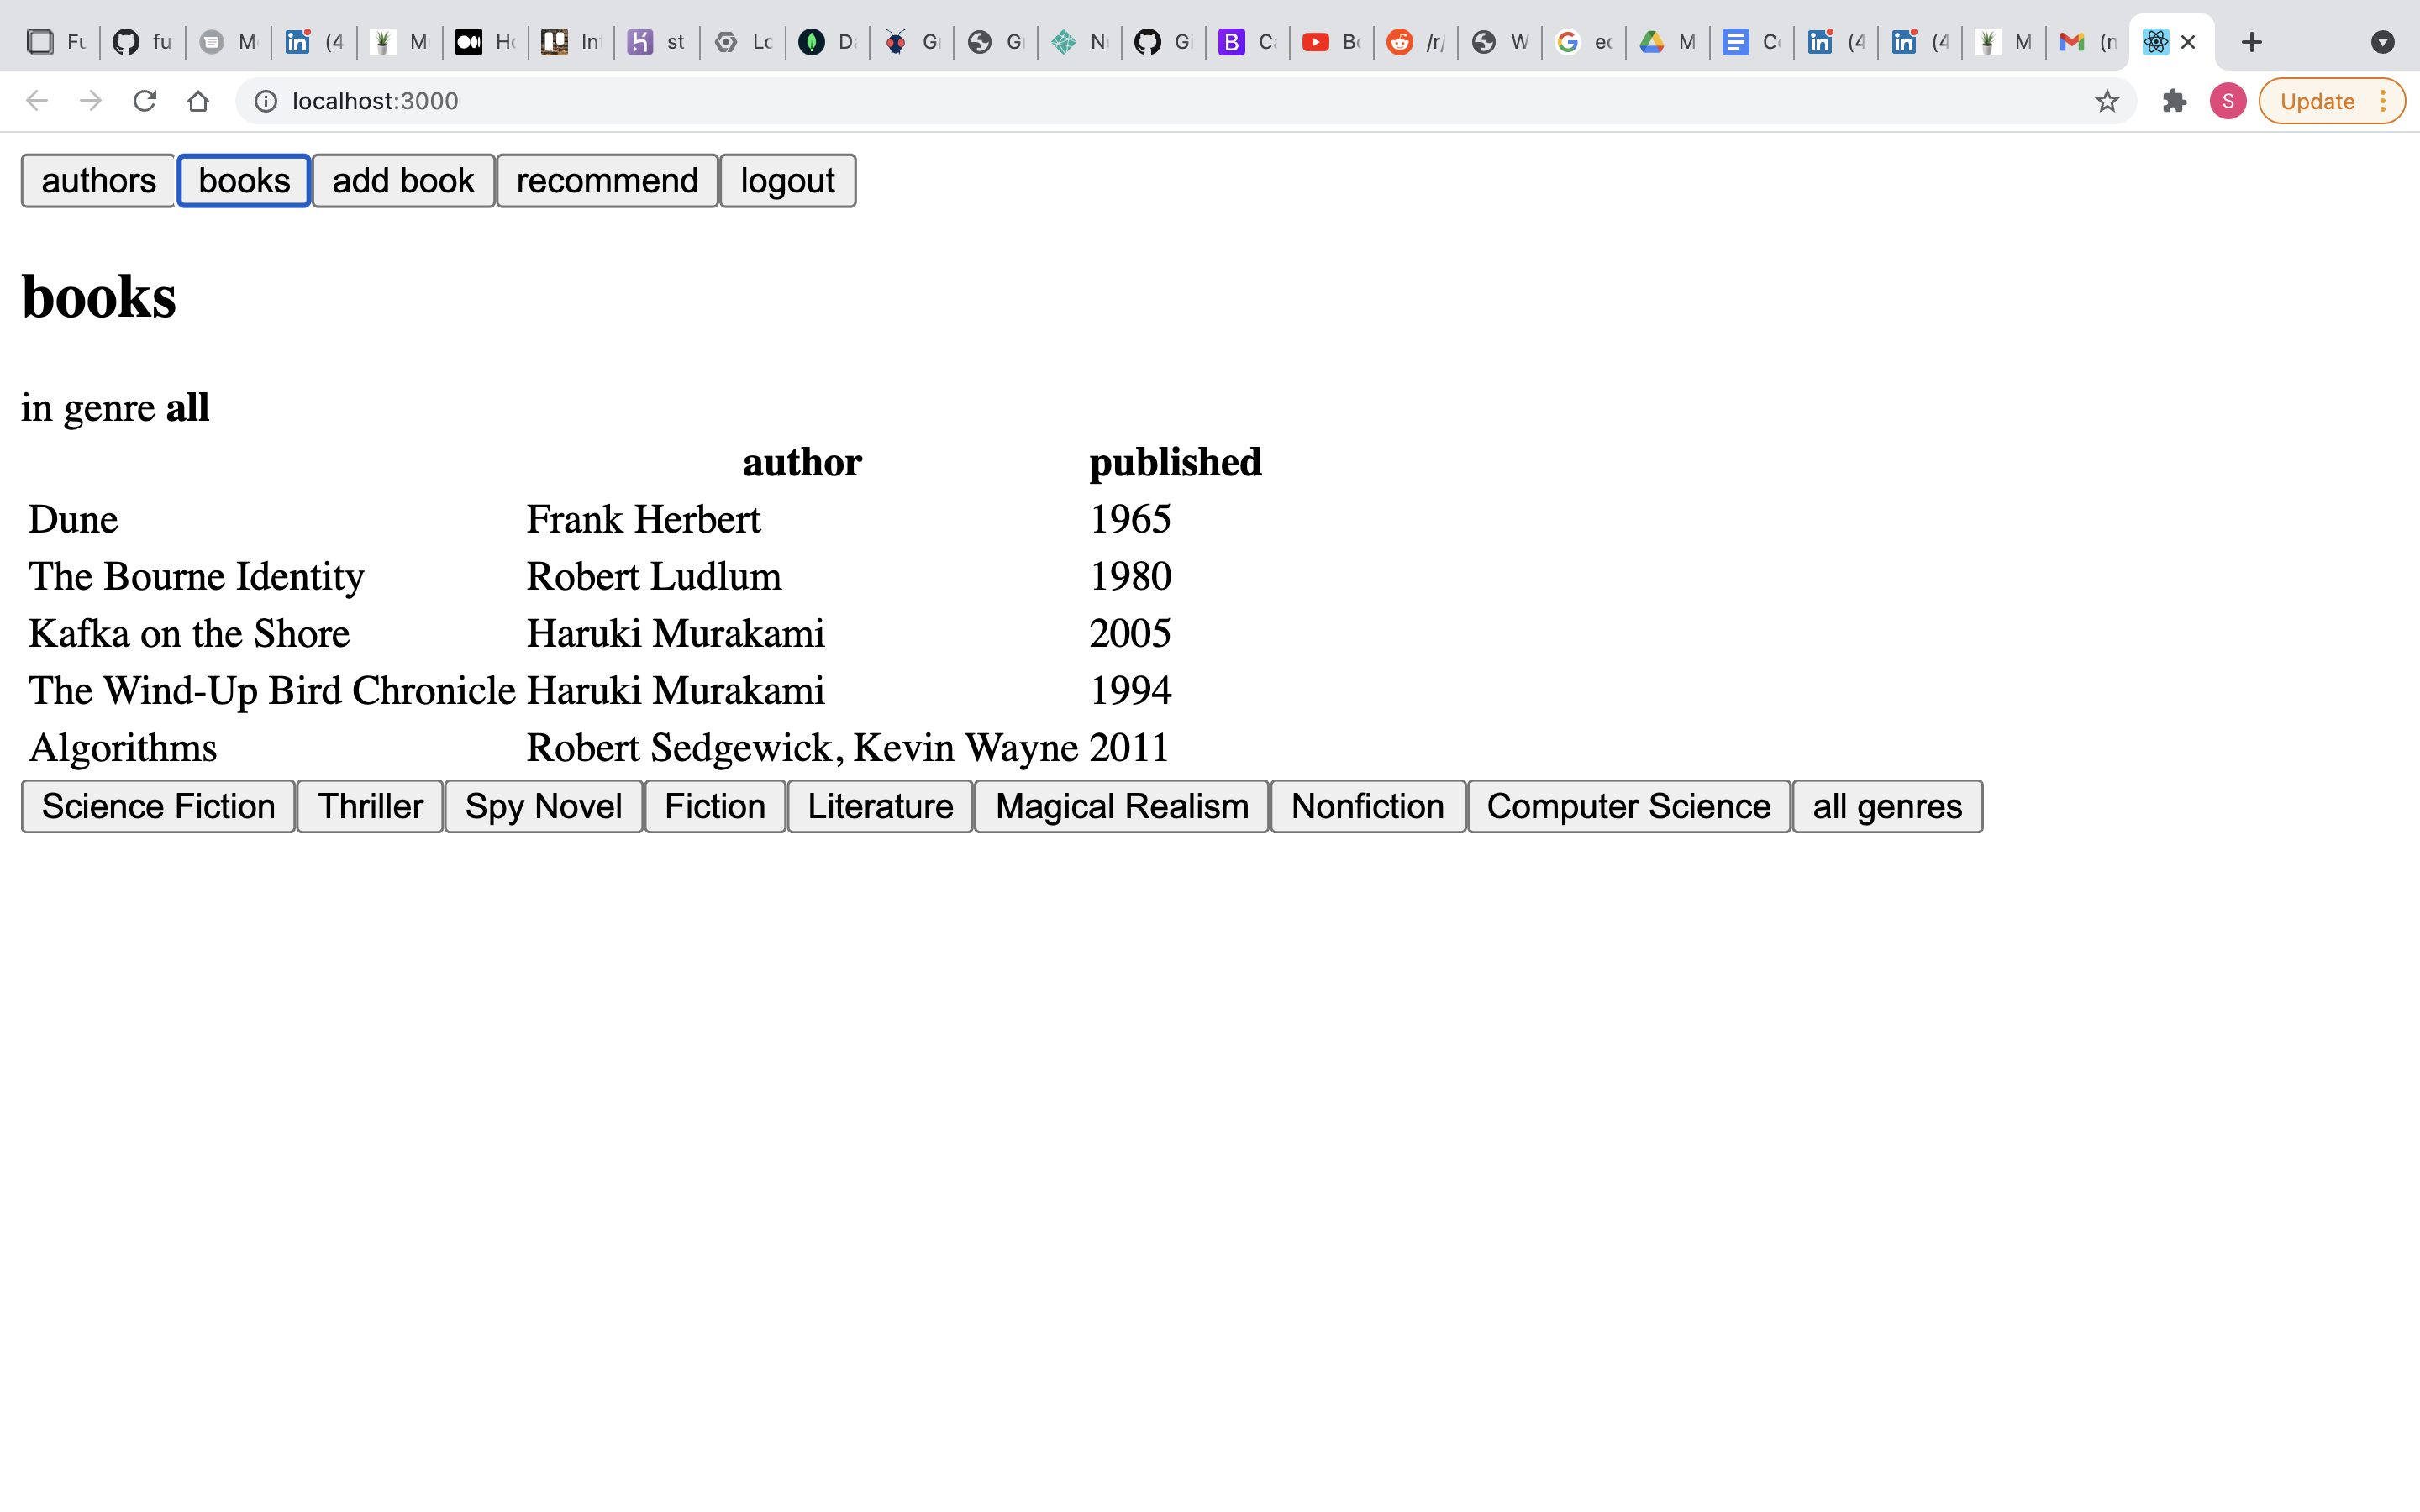 Fu fu M (4 M In st D G G N Gi B C /r/ W ec M C (4 (4 M (n
localhost:3000 S Update
authors books add book recommend logout
books
in genre all
author published
Dune Frank Herbert 1965
The Bourne Identity Robert Ludlum 1980
Kafka on the Shore Haruki Murakami 2005
The Wind-Up Bird Chronicle Haruki Murakami 1994
Algorithms Robert Sedgewick, Kevin Wayne 2011
Science Fiction Thriller Spy Novel Fiction Literature Magical Realism Nonfiction Computer Science all genres